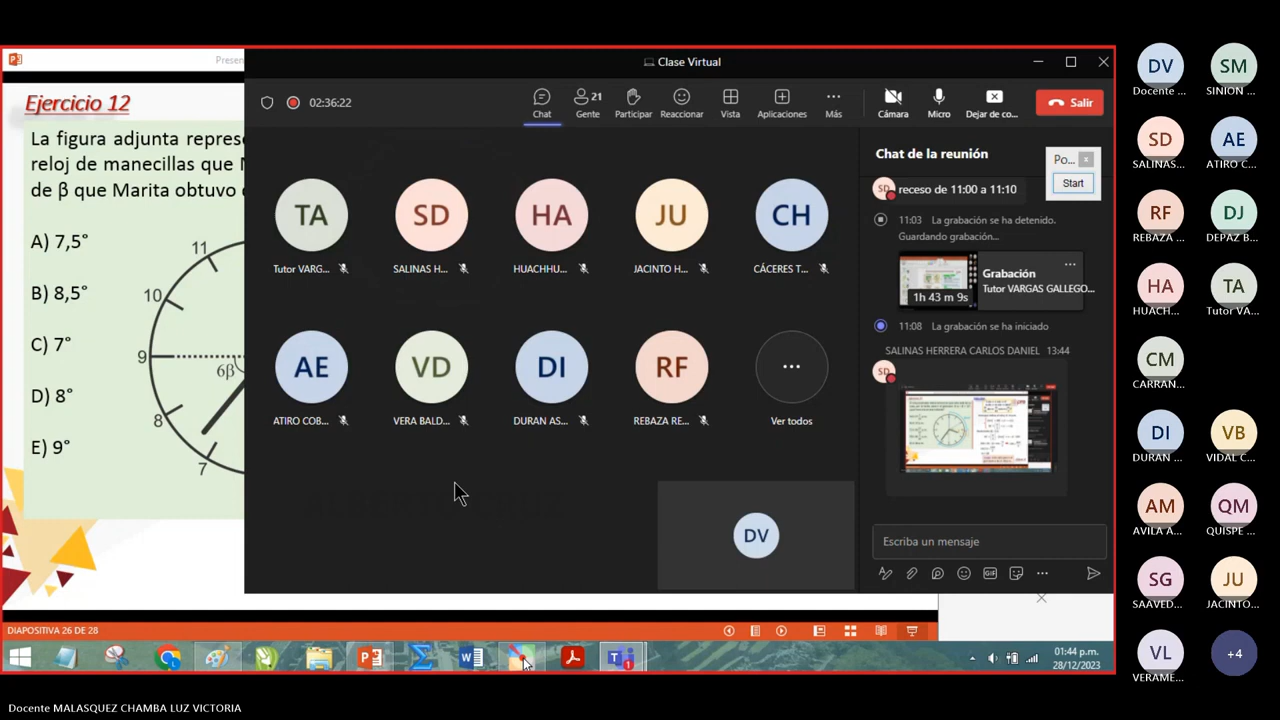 Presen
Ejercicio 12
La figura adjunta represe
reloj de manecillas que M
de β que Marita obtuvo
A) 7,5°
B) 8,5°
C) 7°
D) 8°
E) 9°
11
10
9
8
7
6β
Clase Virtual
02:36:22
Chat
21
Gente
Participar
Reaccionar
Vista
Aplicaciones
Más
Cámara
Micro
Dejar de co...
Salir
TA
Tutor VARG...
SD
SALINAS H...
HA
HUACHHU...
JU
JACINTO H...
CH
CÁCERES T...
AE
ATIRO COB...
VD
VERA BALD...
DI
DURAN AS...
RF
REBAZA RE...
...
Ver todos
DV
Chat de la reunión
Po...
Start
SD
receso de 11:00 a 11:10
11:03 La grabación se ha detenido.
Guardando grabación...
Grabación
Tutor VARGAS GALLEGO...
1h 43 m 9s
11:08 La grabación se ha iniciado
SALINAS HERRERA CARLOS DANIEL 13:44
SD
Escriba un mensaje
GIF
DIAPOSITIVA 26 DE 28
01:44 p.m.
28/12/2023
DV
Docente ...
SM
SINION ...
SD
SALINAS...
AE
ATIRO C...
RF
REBAZA ...
DJ
DEPAZ B...
HA
HUACH...
TA
Tutor VA...
CM
CARRAN...
DI
DURAN ...
VB
VIDAL C...
AM
AVILA A...
QM
QUISPE ...
SG
SAAVED...
JU
JACINTO...
VL
VERAME...
+4
Docente MALASQUEZ CHAMBA LUZ VICTORIA